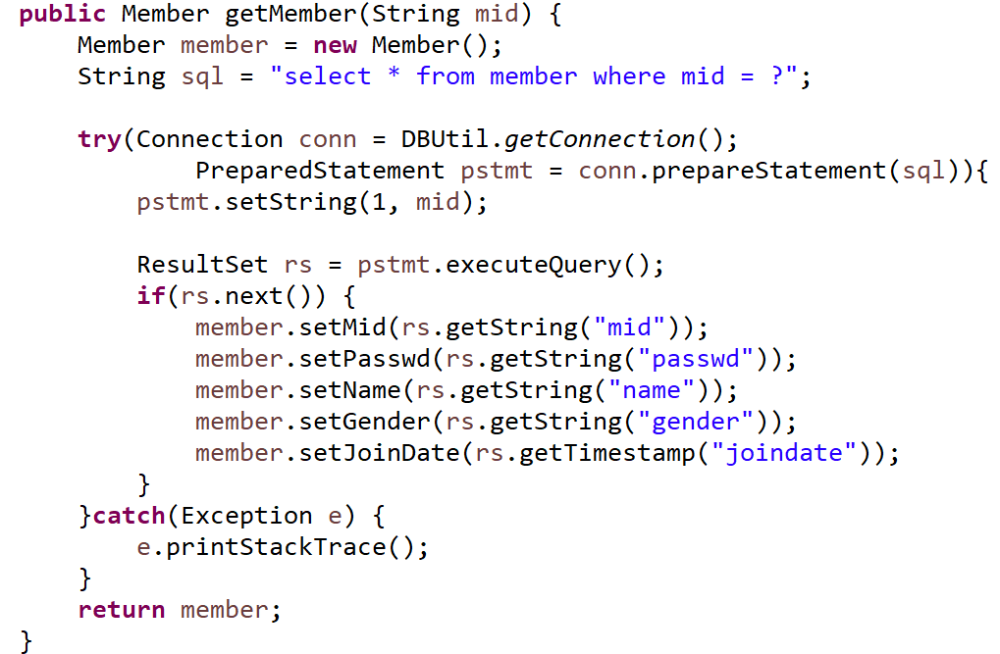 public Member getMember(String mid) {
    Member member = new Member();
    String sql = "select * from member where mid = ?";

    try(Connection conn = DBUtil.getConnection();
            PreparedStatement pstmt = conn.prepareStatement(sql)){
        pstmt.setString(1, mid);

        ResultSet rs = pstmt.executeQuery();
        if(rs.next()) {
            member.setMid(rs.getString("mid"));
            member.setPasswd(rs.getString("passwd"));
            member.setName(rs.getString("name"));
            member.setGender(rs.getString("gender"));
            member.setJoinDate(rs.getTimestamp("joindate"));
        }
    }catch(Exception e) {
        e.printStackTrace();
    }
    return member;
}